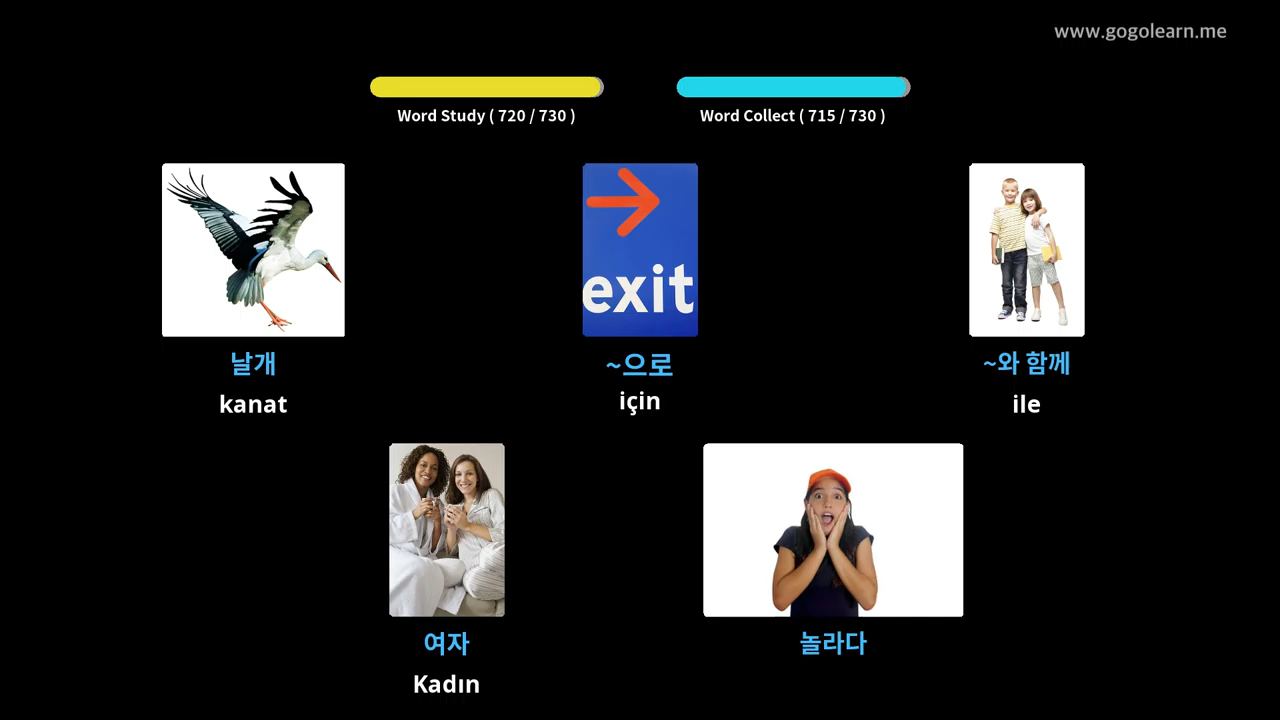 www.gogolearn.me
Word Study ( 720 / 730 )
Word Collect ( 715 / 730 )
exit
날개
~으로
~와 함께
kanat
için
ile
여자
놀라다
Kadın